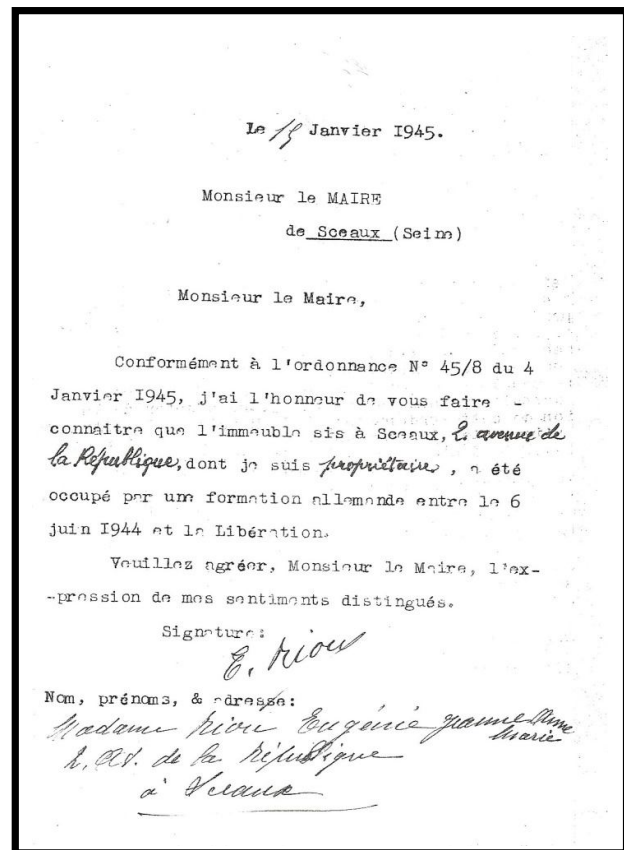 Le 15 Janvier 1945.
Monsieur le MAIRE
de Sceaux (Seine)
Monsieur le Maire,
Conformément à l'ordonnance N° 45/8 du 4
Janvier 1945, j'ai l'honneur de vous faire -
connaitre que l'immeuble sis à Sceaux, 2 avenue de
la République, dont je suis propriétaire, a été
occupé par une formation allemande entre le 6
juin 1944 et la Libération.
Veuillez agréer, Monsieur le Maire, l'ex-
-pression de mes sentiments distingués.
Signature:
E. Riou
Nom, prénoms, & adresse:
Madame Riou Eugénie Jeanne Anne
Marie
2, Av. de la République
à Sceaux